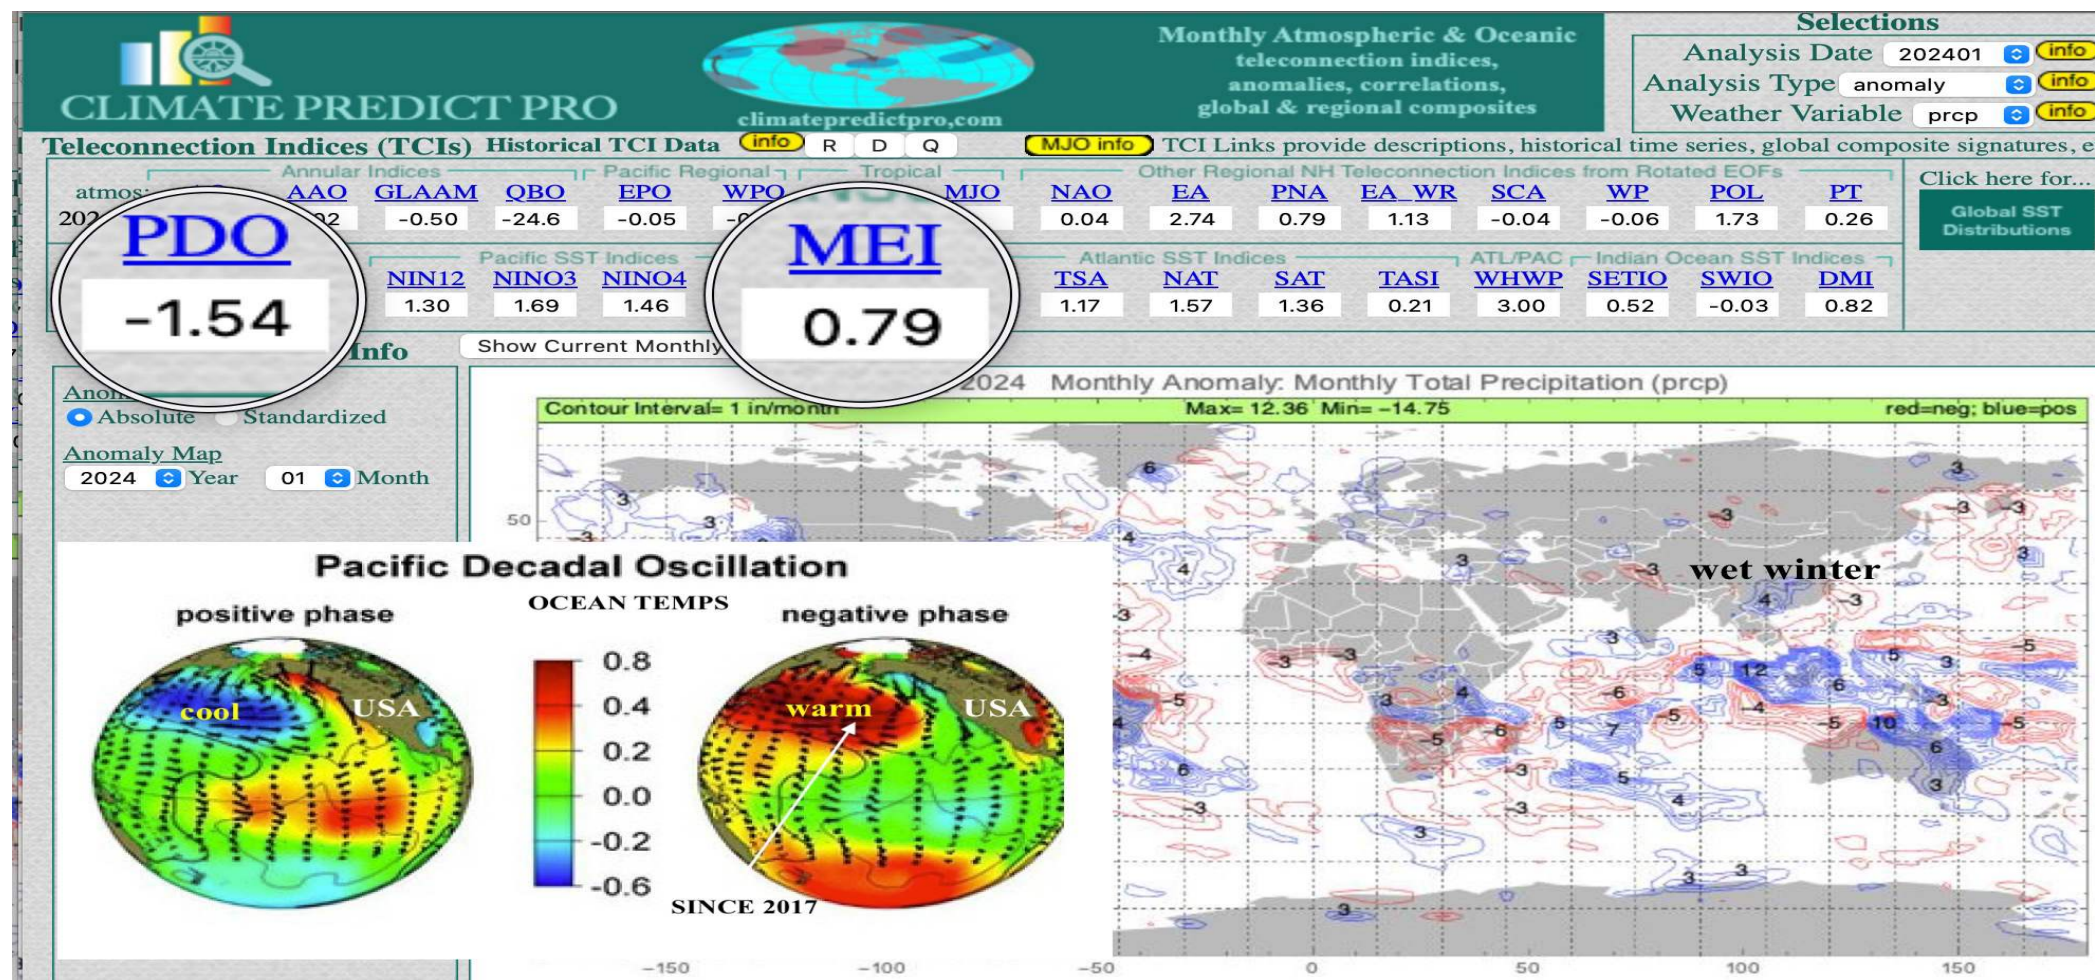 CLIMATE PREDICT PRO
climatepredictpro,com
Monthly Atmospheric & Oceanic
teleconnection indices,
anomalies, correlations,
global & regional composites
Selections
Analysis Date 202401 info
Analysis Type anomaly info
Weather Variable prcp info
Teleconnection Indices (TCIs) Historical TCI Data info R D Q MJO info TCI Links provide descriptions, historical time series, global composite signatures, e
Annular Indices Pacific Regional Tropical Other Regional NH Teleconnection Indices from Rotated EOFs
atmos: AAO GLAAM QBO EPO WPO MJO NAO EA PNA EA_WR SCA WP POL PT
202 -0.50 -24.6 -0.05 0.04 2.74 0.79 1.13 -0.04 -0.06 1.73 0.26
Click here for...
Global SST
Distributions
PDO
-1.54
MEI
0.79
Pacific SST Indices Atlantic SST Indices ATL/PAC Indian Ocean SST Indices
NIN12 NINO3 NINO4 TSA NAT SAT TASI WHWP SETIO SWIO DMI
1.30 1.69 1.46 1.17 1.57 1.36 0.21 3.00 0.52 -0.03 0.82
Info Show Current Monthly
Absolute Standardized
Anomaly Map
2024 Year 01 Month
2024 Monthly Anomaly: Monthly Total Precipitation (prcp)
Contour Interval= 1 in/month Max= 12.36 Min= -14.75 red=neg; blue=pos
50
wet winter
Pacific Decadal Oscillation
OCEAN TEMPS
positive phase
negative phase
0.8
0.4
0.2
0.0
-0.2
-0.6
cool
USA
warm
USA
SINCE 2017
-150 -100 -50 0 50 100 150